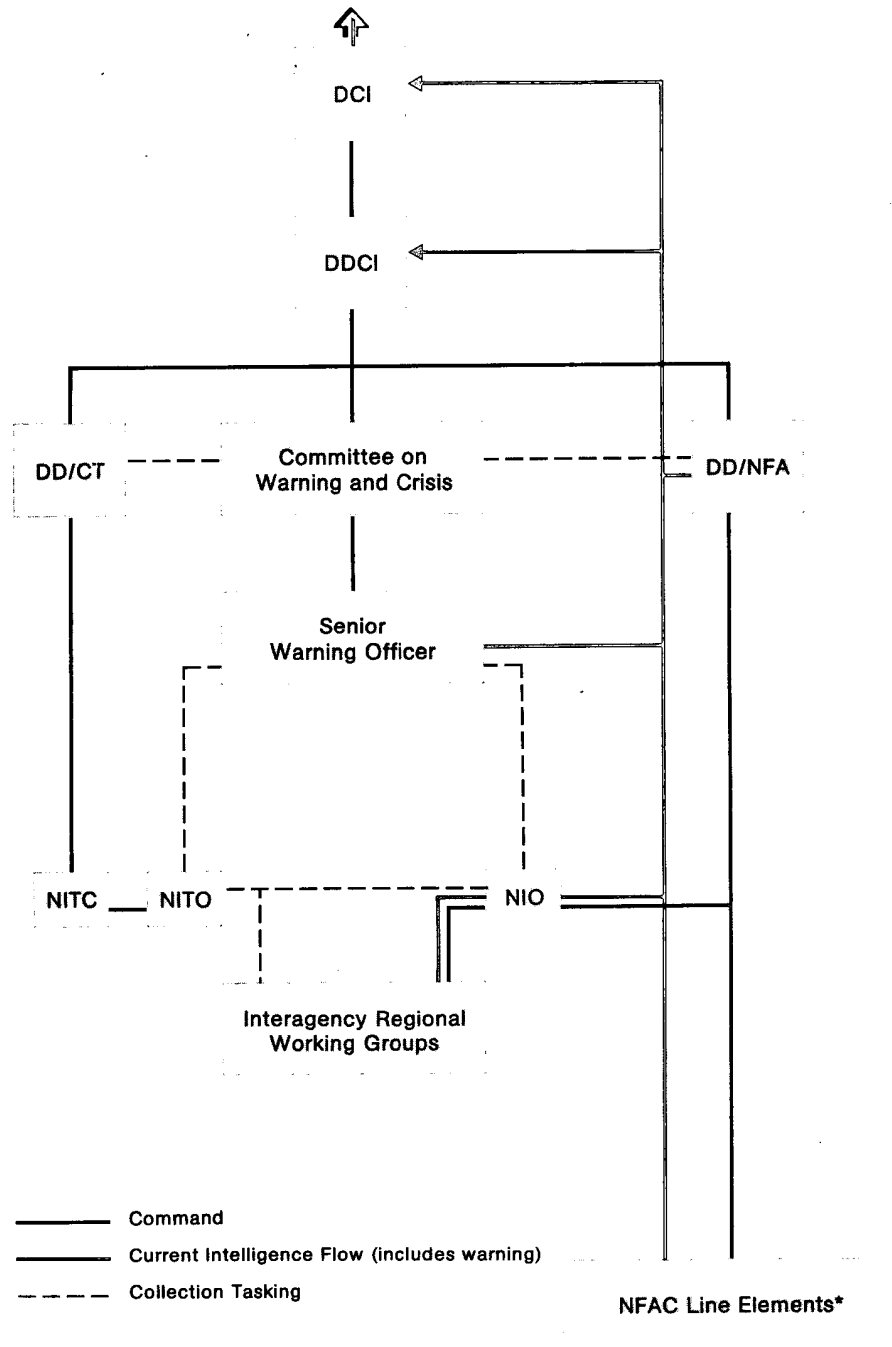 DCI
DDCI
DD/CT
Committee on
Warning and Crisis
DD/NFA
Senior
Warning Officer
NITC
NITO
NIO
Interagency Regional
Working Groups
Command
Current Intelligence Flow (includes warning)
Collection Tasking
NFAC Line Elements*